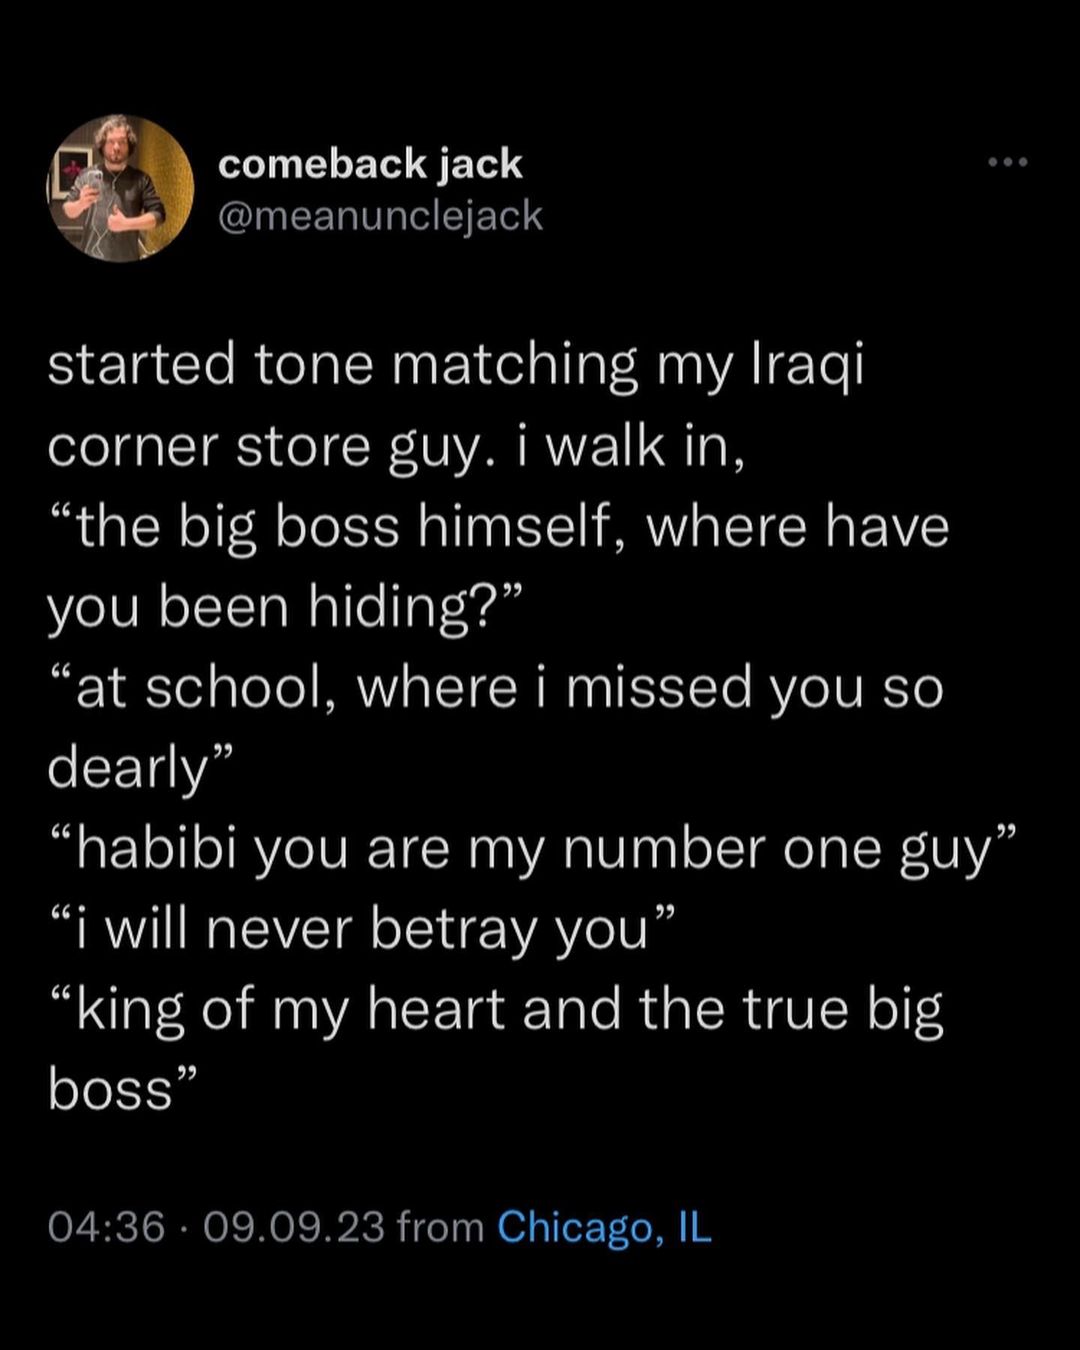 comeback jack
@meanunclejack
started tone matching my Iraqi
corner store guy. i walk in,
“the big boss himself, where have
you been hiding?”
“at school, where i missed you so
dearly”
“habibi you are my number one guy”
“i will never betray you”
“king of my heart and the true big
boss”
04:36 · 09.09.23 from Chicago, IL